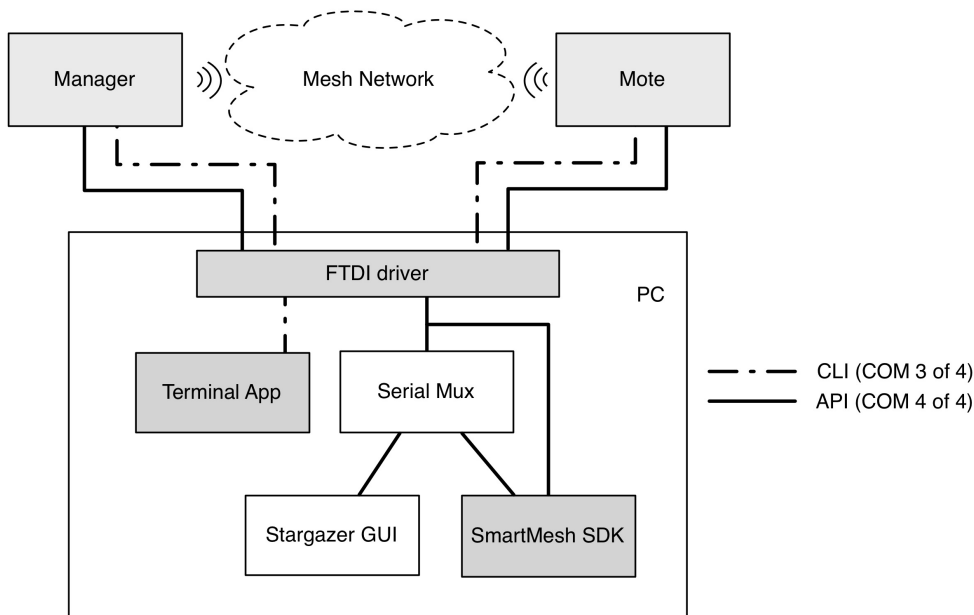 Manager
Mesh Network
Mote
FTDI driver
PC
Terminal App
Serial Mux
CLI (COM 3 of 4)
API (COM 4 of 4)
Stargazer GUI
SmartMesh SDK